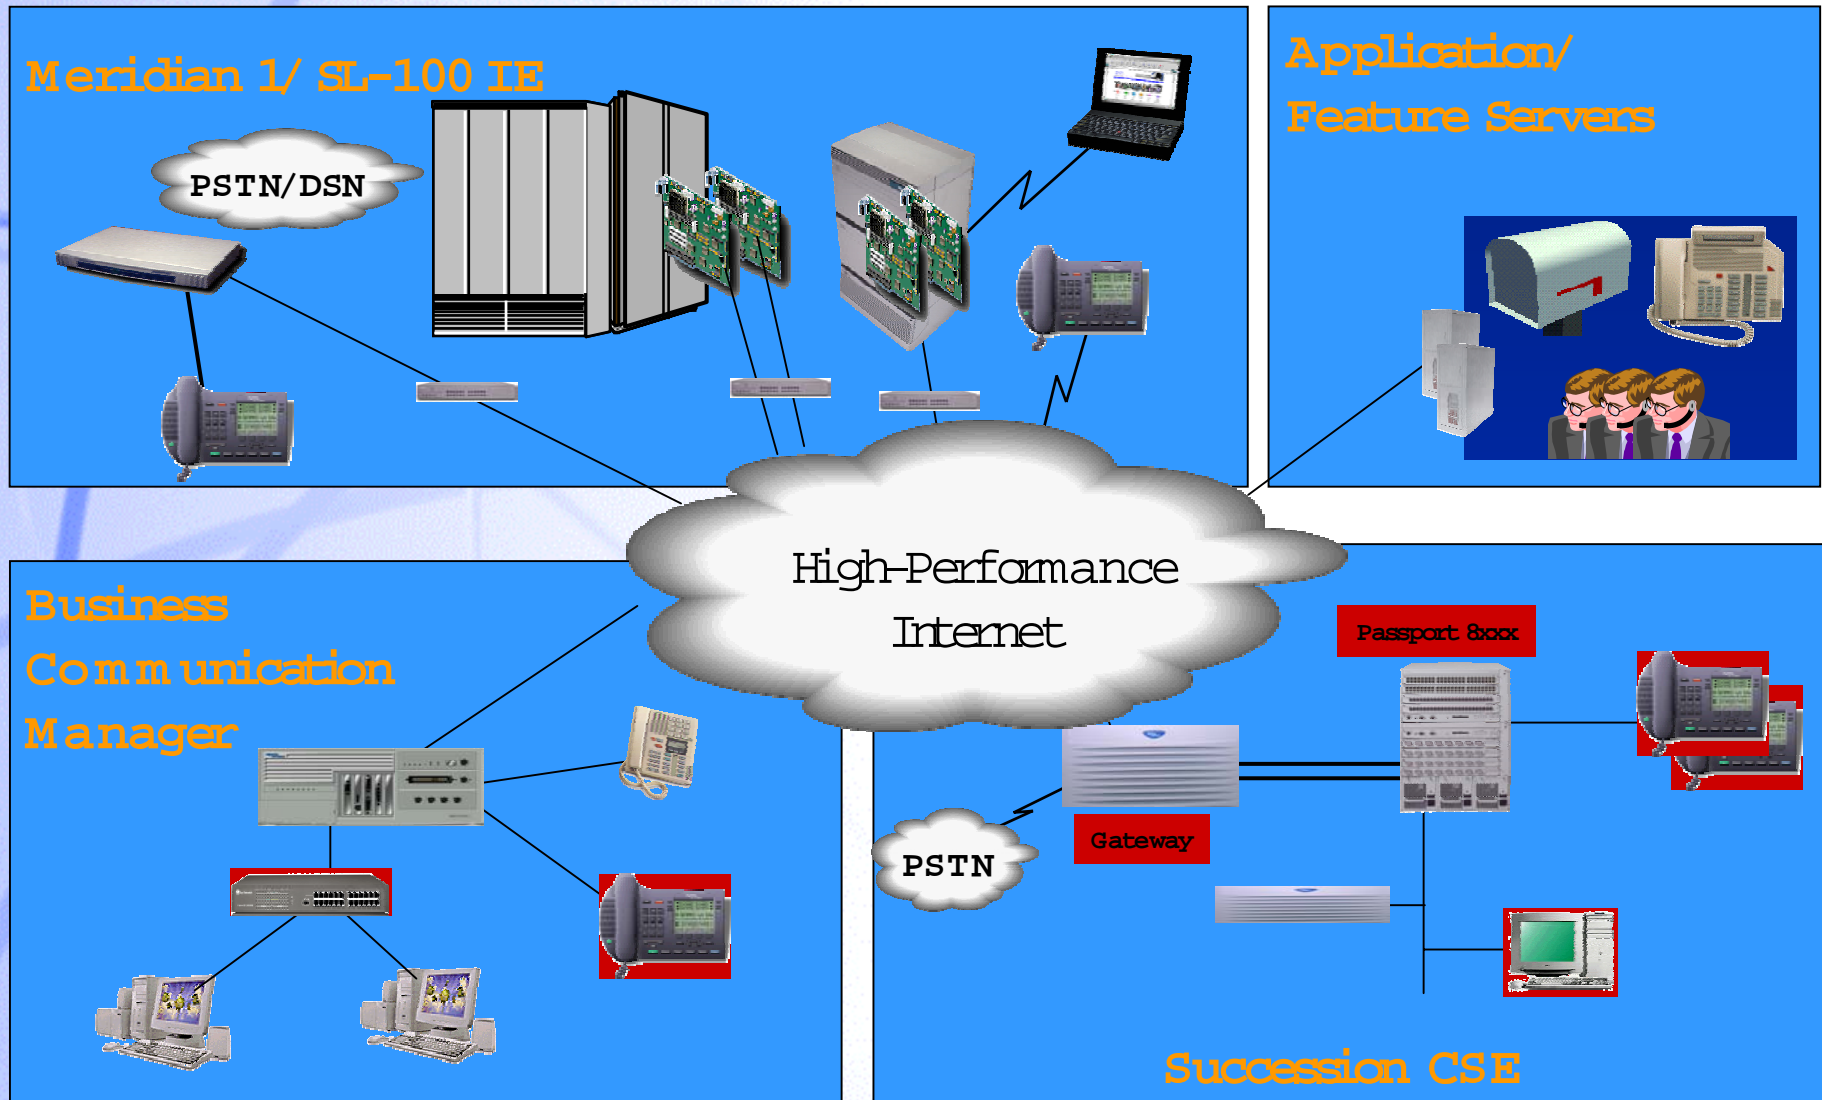 Meridian 1/ SL-100 IE
Application/
Feature Servers
PSTN/DSN
High-Performance
Internet
Business
Communication
Manager
Passport 8xxx
Gateway
PSTN
Succession CSE